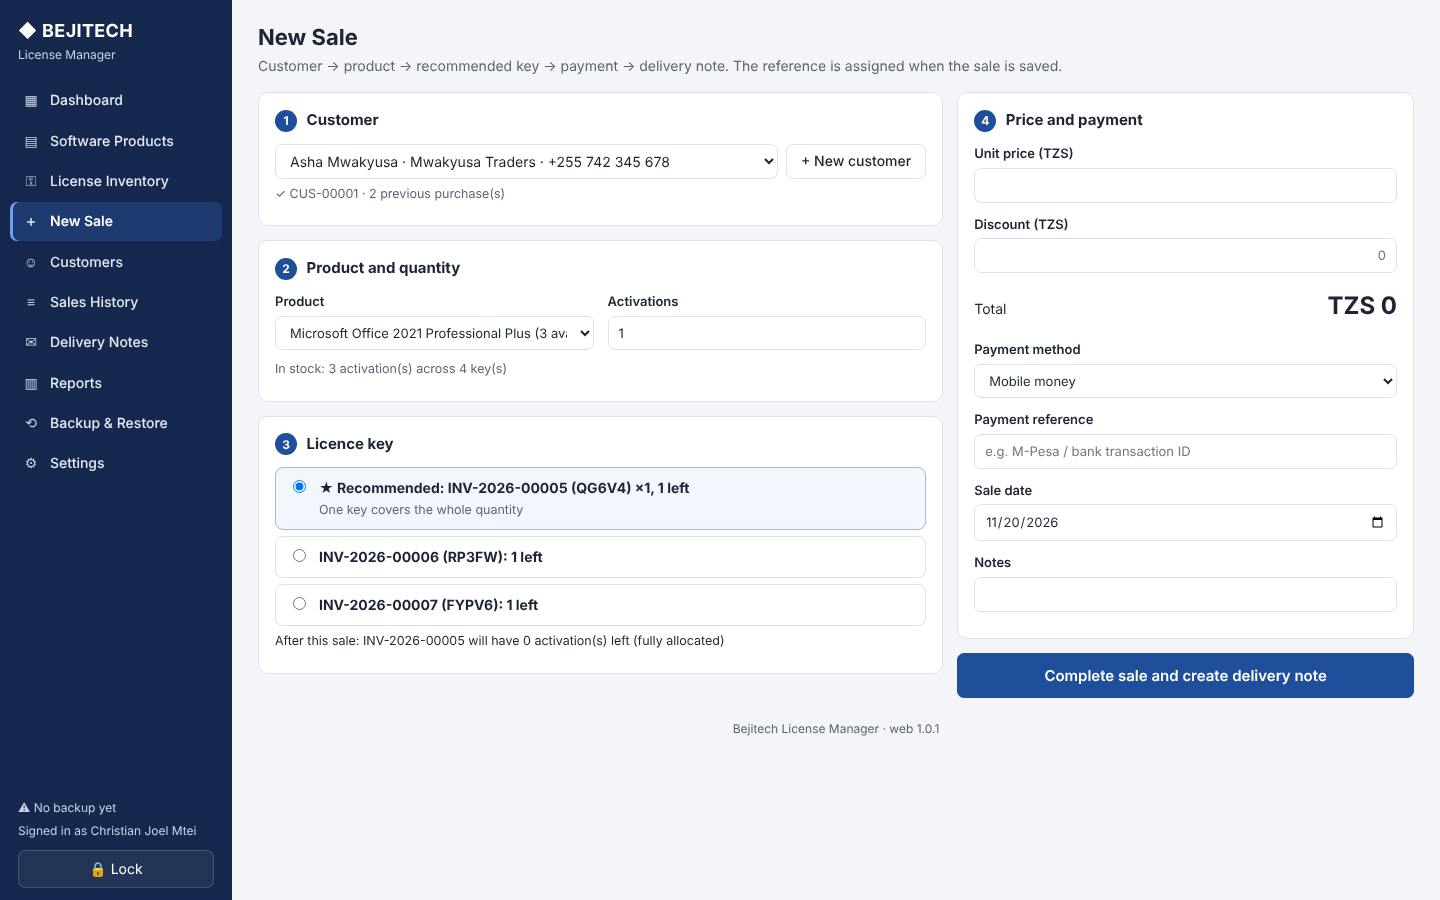 ◆ BEJITECH
License Manager
Dashboard
Software Products
License Inventory
+ New Sale
Customers
Sales History
Delivery Notes
Reports
Backup & Restore
Settings
⚠ No backup yet
Signed in as Christian Joel Mtei
🔒 Lock
New Sale
Customer → product → recommended key → payment → delivery note. The reference is assigned when the sale is saved.
1 Customer
Asha Mwakyusa · Mwakyusa Traders · +255 742 345 678
+ New customer
✓ CUS-00001 · 2 previous purchase(s)
2 Product and quantity
Product
Activations
Microsoft Office 2021 Professional Plus (3 ava
1
In stock: 3 activation(s) across 4 key(s)
3 Licence key
★ Recommended: INV-2026-00005 (QG6V4) ×1, 1 left
One key covers the whole quantity
INV-2026-00006 (RP3FW): 1 left
INV-2026-00007 (FYPV6): 1 left
After this sale: INV-2026-00005 will have 0 activation(s) left (fully allocated)
4 Price and payment
Unit price (TZS)
Discount (TZS)
0
Total TZS 0
Payment method
Mobile money
Payment reference
e.g. M-Pesa / bank transaction ID
Sale date
11/20/2026
Notes
Complete sale and create delivery note
Bejitech License Manager · web 1.0.1